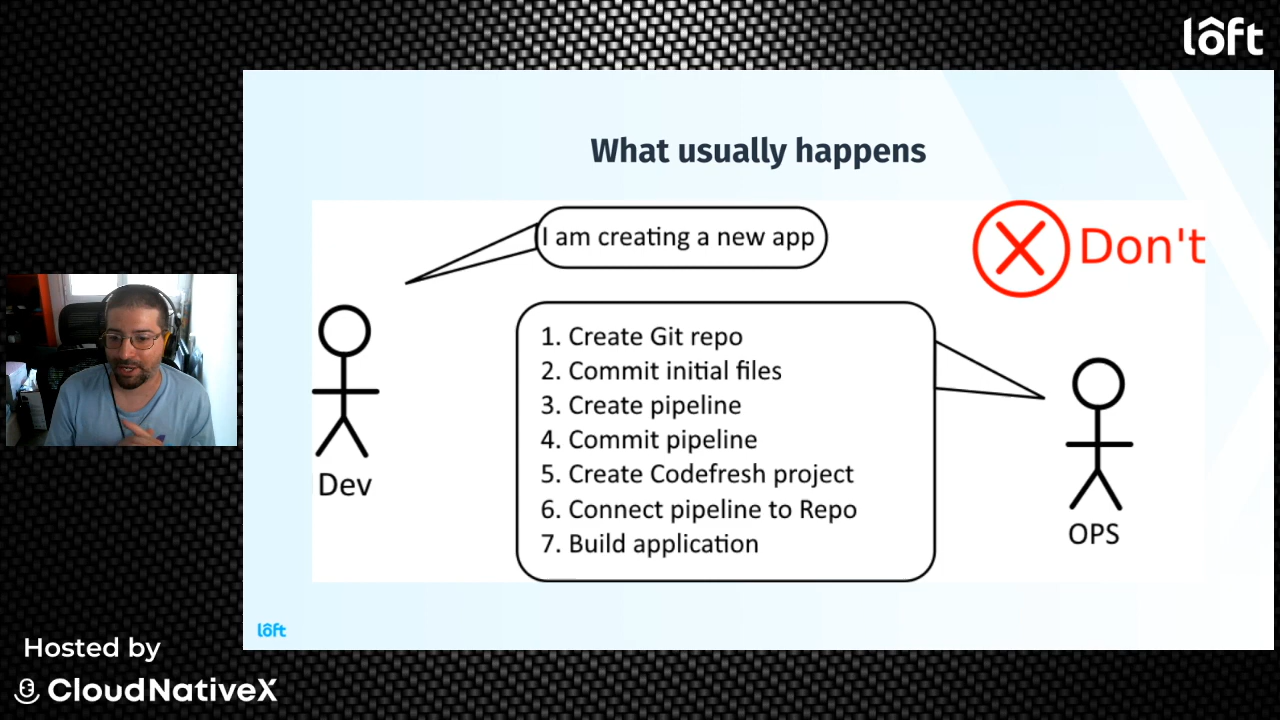 lôft
What usually happens
I am creating a new app
Don't
1. Create Git repo
2. Commit initial files
3. Create pipeline
4. Commit pipeline
5. Create Codefresh project
6. Connect pipeline to Repo
7. Build application
Dev
OPS
lôft
Hosted by
CloudNativeX